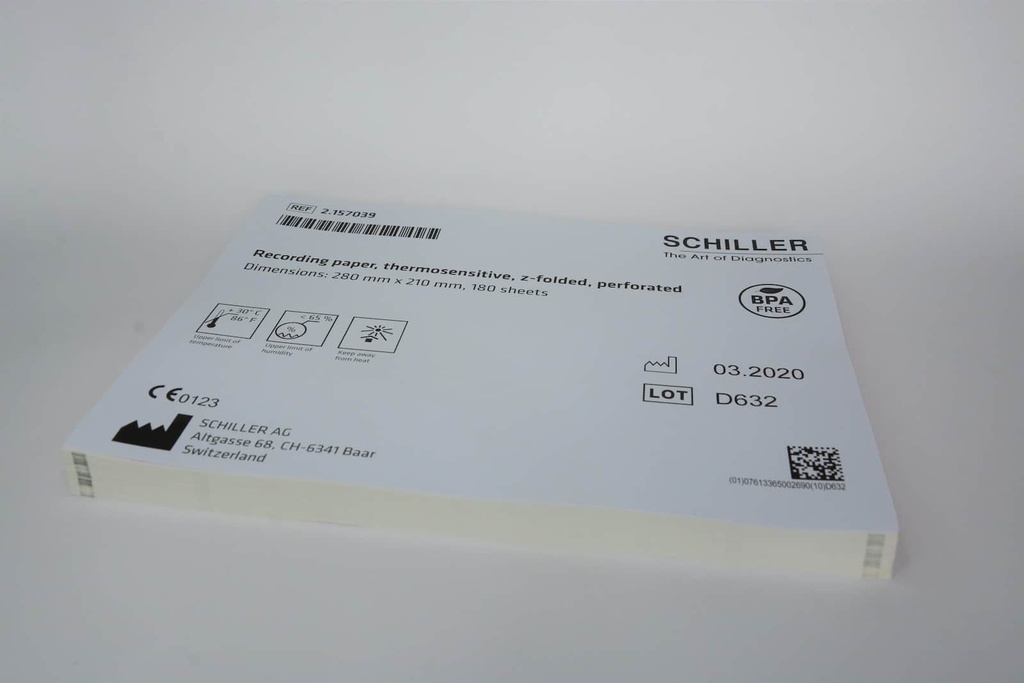 REF 2.157039
SCHILLER
The Art of Diagnostics
Recording paper, thermosensitive, z-folded, perforated
Dimensions: 280 mm x 210 mm, 180 sheets
BPA
FREE
+ 30° C
86° F
Upper limit of
temperature
< 65 %
%
Upper limit of
humidity
Keep away
from heat
03.2020
LOT D632
CE0123
SCHILLER AG
Altgasse 68, CH-6341 Baar
Switzerland
(01)07613365002690(10)D632